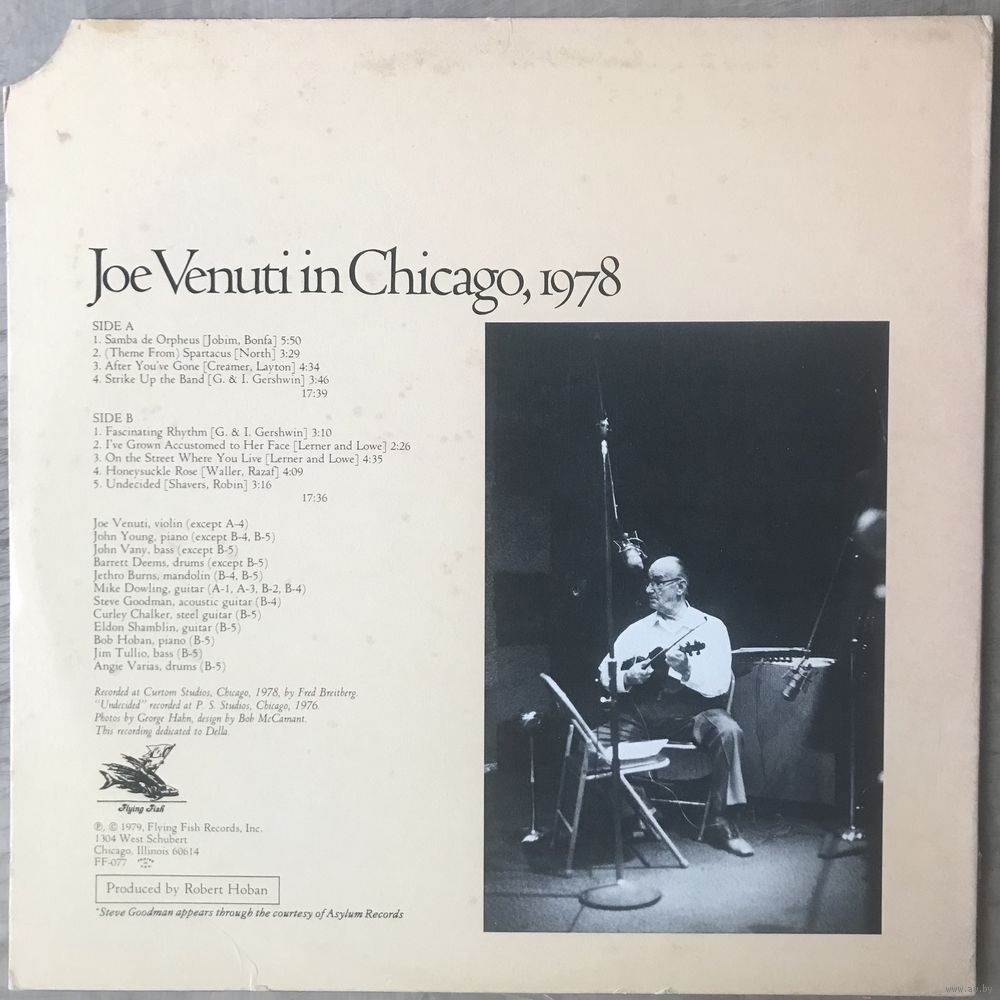 Joe Venuti in Chicago, 1978
SIDE A
1. Samba de Orpheus [Jobim, Bonfa] 5:50
2. (Theme From) Spartacus [North] 3:29
3. After You've Gone [Creamer, Layton] 4:34
4. Strike Up the Band [G. & I. Gershwin] 3:46
17:39
SIDE B
1. Fascinating Rhythm [G. & I. Gershwin] 3:10
2. I've Grown Accustomed to Her Face [Lerner and Lowe] 2:26
3. On the Street Where You Live [Lerner and Lowe] 4:35
4. Honeysuckle Rose [Waller, Razaf] 4:09
5. Undecided [Shavers, Robin] 3:16
17:36
Joe Venuti, violin (except A-4)
John Young, piano (except B-4, B-5)
John Vany, bass (except B-5)
Barrett Deems, drums (except B-5)
Jethro Burns, mandolin (B-4, B-5)
Mike Dowling, guitar (A-1, A-3, B-2, B-4)
Steve Goodman, acoustic guitar (B-4)
Curley Chalker, steel guitar (B-5)
Eldon Shamblin, guitar (B-5)
Bob Hoban, piano (B-5)
Jim Tullio, bass (B-5)
Angie Varias, drums (B-5)
Recorded at Curtom Studios, Chicago, 1978, by Fred Breitberg.
"Undecided" recorded at P. S. Studios, Chicago, 1976.
Photos by George Hahn, design by Bob McCamant.
This recording dedicated to Della.
Flying Fish
℗, © 1979, Flying Fish Records, Inc.
1304 West Schubert
Chicago, Illinois 60614
FF-077
Produced by Robert Hoban
*Steve Goodman appears through the courtesy of Asylum Records
www.ay.by